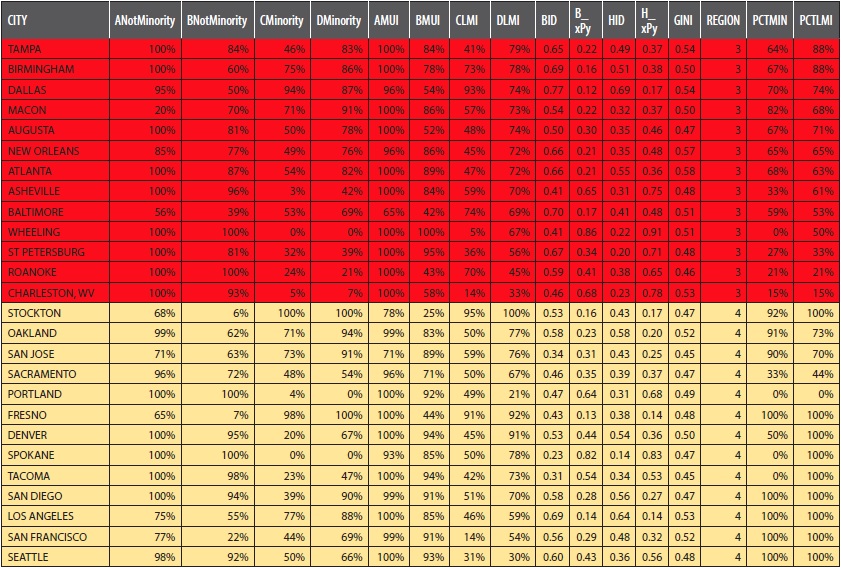 CITY ANotMinority BNotMinority CMinority DMinority AMUI BMUI CLMI DLMI BID B_ xPy HID H_ xPy GINI REGION PCTMIN PCTLMI
TAMPA 100% 84% 46% 83% 100% 84% 41% 79% 0.65 0.22 0.49 0.37 0.54 3 64% 88%
BIRMINGHAM 100% 60% 75% 86% 100% 78% 73% 78% 0.69 0.16 0.51 0.38 0.50 3 67% 88%
DALLAS 95% 50% 94% 87% 96% 54% 93% 74% 0.77 0.12 0.69 0.17 0.54 3 70% 74%
MACON 20% 70% 71% 91% 100% 86% 57% 73% 0.54 0.22 0.32 0.37 0.50 3 82% 68%
AUGUSTA 100% 81% 50% 78% 100% 52% 48% 74% 0.50 0.30 0.35 0.46 0.47 3 67% 71%
NEW ORLEANS 85% 77% 49% 76% 96% 86% 45% 72% 0.66 0.21 0.35 0.48 0.57 3 65% 65%
ATLANTA 100% 87% 54% 82% 100% 89% 47% 72% 0.66 0.21 0.55 0.36 0.58 3 68% 63%
ASHEVILLE 100% 96% 3% 42% 100% 84% 59% 70% 0.41 0.65 0.31 0.75 0.48 3 33% 61%
BALTIMORE 56% 39% 53% 69% 65% 42% 74% 69% 0.70 0.17 0.41 0.48 0.51 3 59% 53%
WHEELING 100% 100% 0% 0% 100% 100% 5% 67% 0.41 0.86 0.22 0.91 0.51 3 0% 50%
ST PETERSBURG 100% 81% 32% 39% 100% 95% 36% 56% 0.67 0.34 0.20 0.71 0.48 3 27% 33%
ROANOKE 100% 100% 24% 21% 100% 43% 70% 45% 0.59 0.41 0.38 0.65 0.46 3 21% 21%
CHARLESTON, WV 100% 93% 5% 7% 100% 58% 14% 33% 0.46 0.68 0.23 0.78 0.53 3 15% 15%
STOCKTON 68% 6% 100% 100% 78% 25% 95% 100% 0.53 0.16 0.39 0.17 0.47 4 92% 100%
OAKLAND 99% 62% 71% 94% 99% 83% 50% 77% 0.58 0.23 0.58 0.20 0.52 4 91% 73%
SAN JOSE 71% 63% 73% 91% 71% 89% 59% 76% 0.34 0.31 0.43 0.25 0.45 4 90% 70%
SACRAMENTO 96% 72% 48% 54% 96% 71% 50% 67% 0.46 0.35 0.39 0.37 0.47 4 33% 44%
PORTLAND 100% 100% 4% 0% 100% 92% 49% 21% 0.47 0.64 0.31 0.68 0.49 4 0% 0%
FRESNO 65% 7% 98% 100% 78% 44% 91% 92% 0.43 0.13 0.38 0.14 0.48 4 100% 100%
DENVER 100% 95% 20% 67% 100% 94% 45% 91% 0.53 0.44 0.54 0.36 0.50 4 50% 100%
SPOKANE 100% 100% 0% 0% 93% 85% 50% 78% 0.23 0.82 0.14 0.83 0.47 4 0% 100%
TACOMA 100% 98% 23% 47% 100% 94% 42% 73% 0.31 0.54 0.34 0.53 0.45 4 0% 100%
SAN DIEGO 100% 94% 39% 90% 99% 91% 51% 70% 0.58 0.28 0.56 0.27 0.47 4 100% 100%
LOS ANGELES 75% 55% 77% 88% 100% 85% 46% 59% 0.69 0.14 0.64 0.14 0.53 4 100% 100%
SAN FRANCISCO 77% 22% 44% 69% 99% 91% 14% 54% 0.56 0.29 0.48 0.32 0.52 4 100% 100%
SEATTLE 98% 92% 50% 66% 100% 93% 31% 30% 0.60 0.43 0.36 0.56 0.48 4 100% 100%